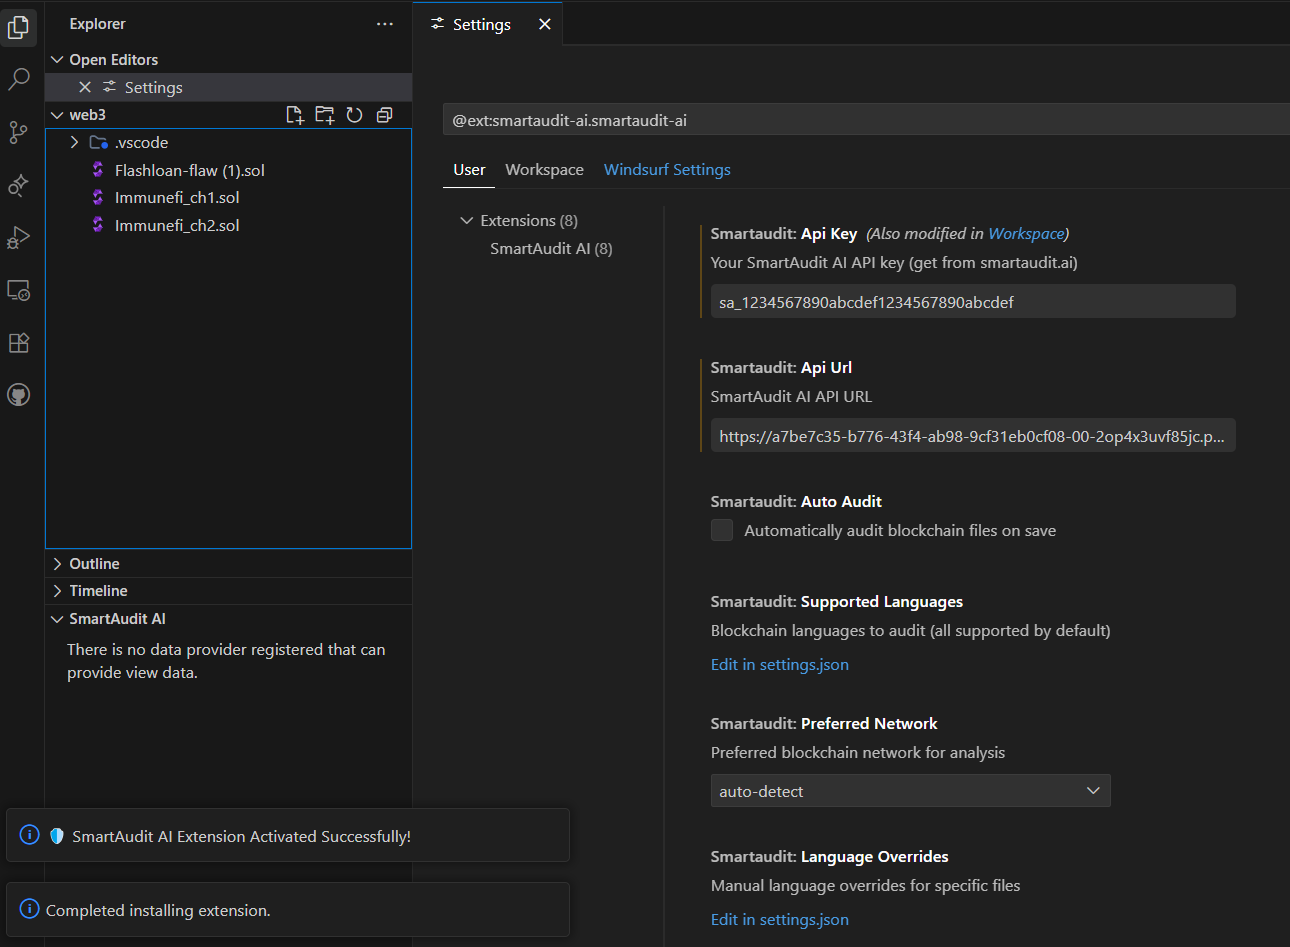 Explorer
Open Editors
Settings
web3
.vscode
Flashloan-flaw (1).sol
Immunefi_ch1.sol
Immunefi_ch2.sol
Outline
Timeline
SmartAudit AI
There is no data provider registered that can
provide view data.
SmartAudit AI Extension Activated Successfully!
Completed installing extension.
Settings
@ext:smartaudit-ai.smartaudit-ai
User Workspace Windsurf Settings
Extensions (8)
SmartAudit AI (8)
Smartaudit: Api Key (Also modified in Workspace)
Your SmartAudit AI API key (get from smartaudit.ai)
sa_1234567890abcdef1234567890abcdef
Smartaudit: Api Url
SmartAudit AI API URL
https://a7be7c35-b776-43f4-ab98-9cf31eb0cf08-00-2op4x3uvf85jc.p...
Smartaudit: Auto Audit
Automatically audit blockchain files on save
Smartaudit: Supported Languages
Blockchain languages to audit (all supported by default)
Edit in settings.json
Smartaudit: Preferred Network
Preferred blockchain network for analysis
auto-detect
Smartaudit: Language Overrides
Manual language overrides for specific files
Edit in settings.json